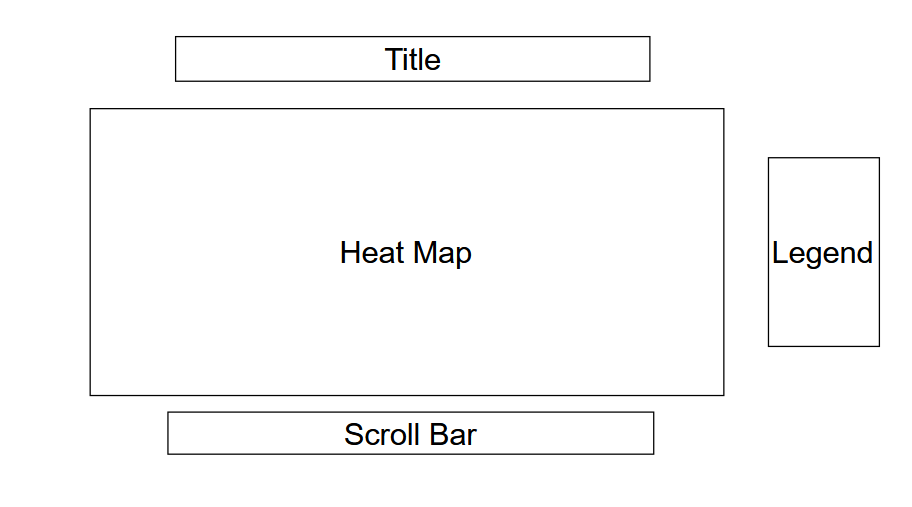 Title
Heat Map
Legend
Scroll Bar